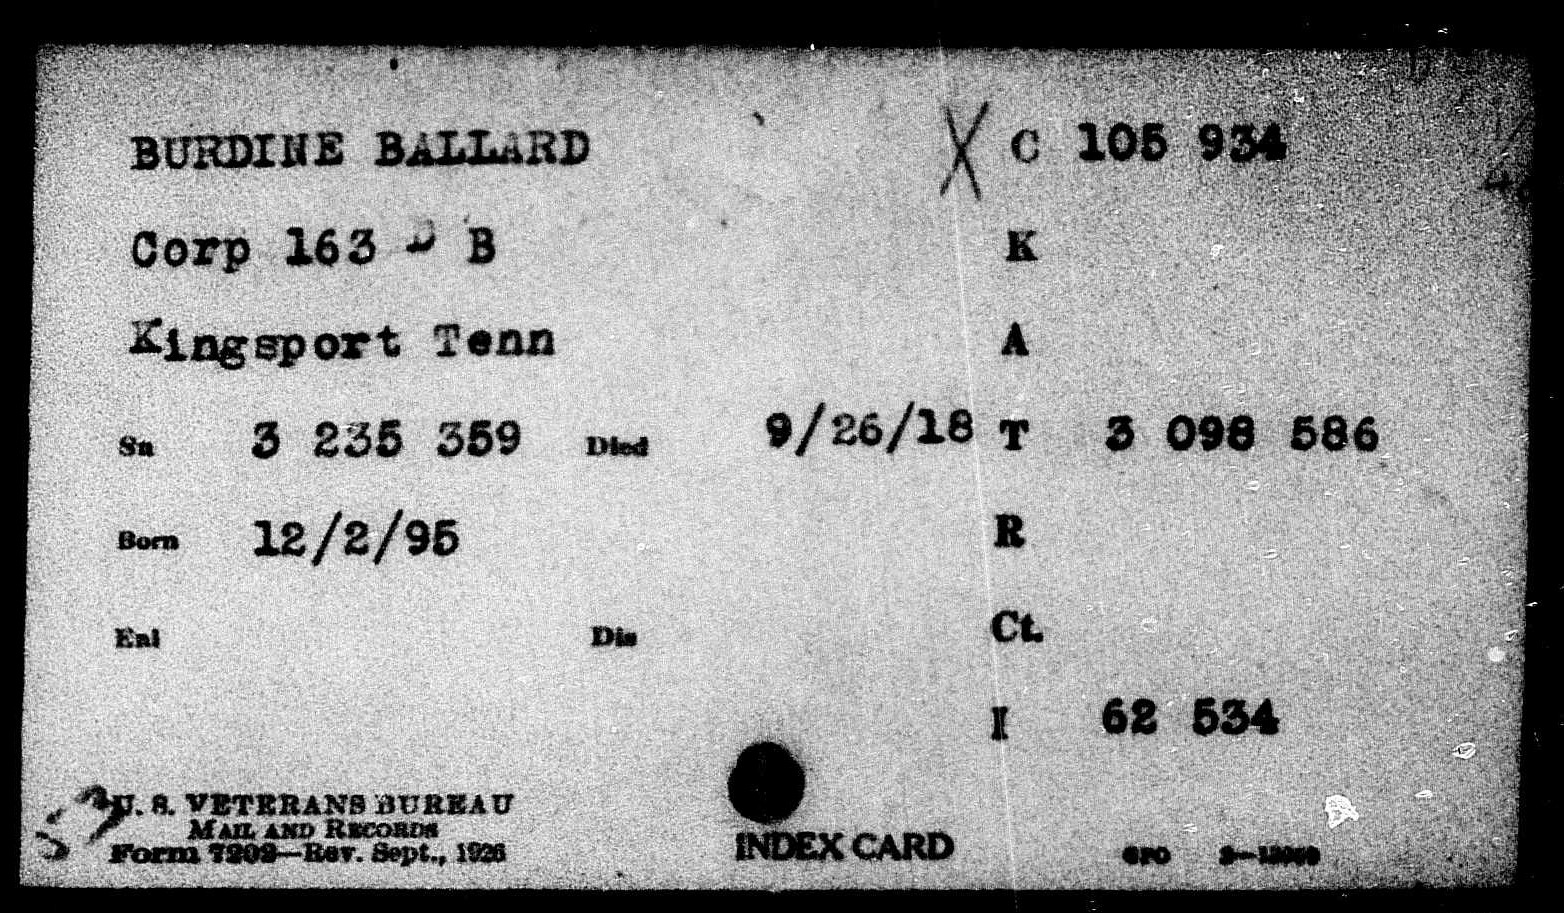 BURDINE BALLARD X C 105 934
Corp 163 D B K
Kingsport Tenn A
Sn 3 235 359 Died 9/26/18 T 3 098 586
Born 12/2/95 R
Enl Dis Ct.
I 62 534
U. S. VETERANS BUREAU
MAIL AND RECORDS
Form 7202—Rev. Sept., 1926
INDEX CARD
GPO